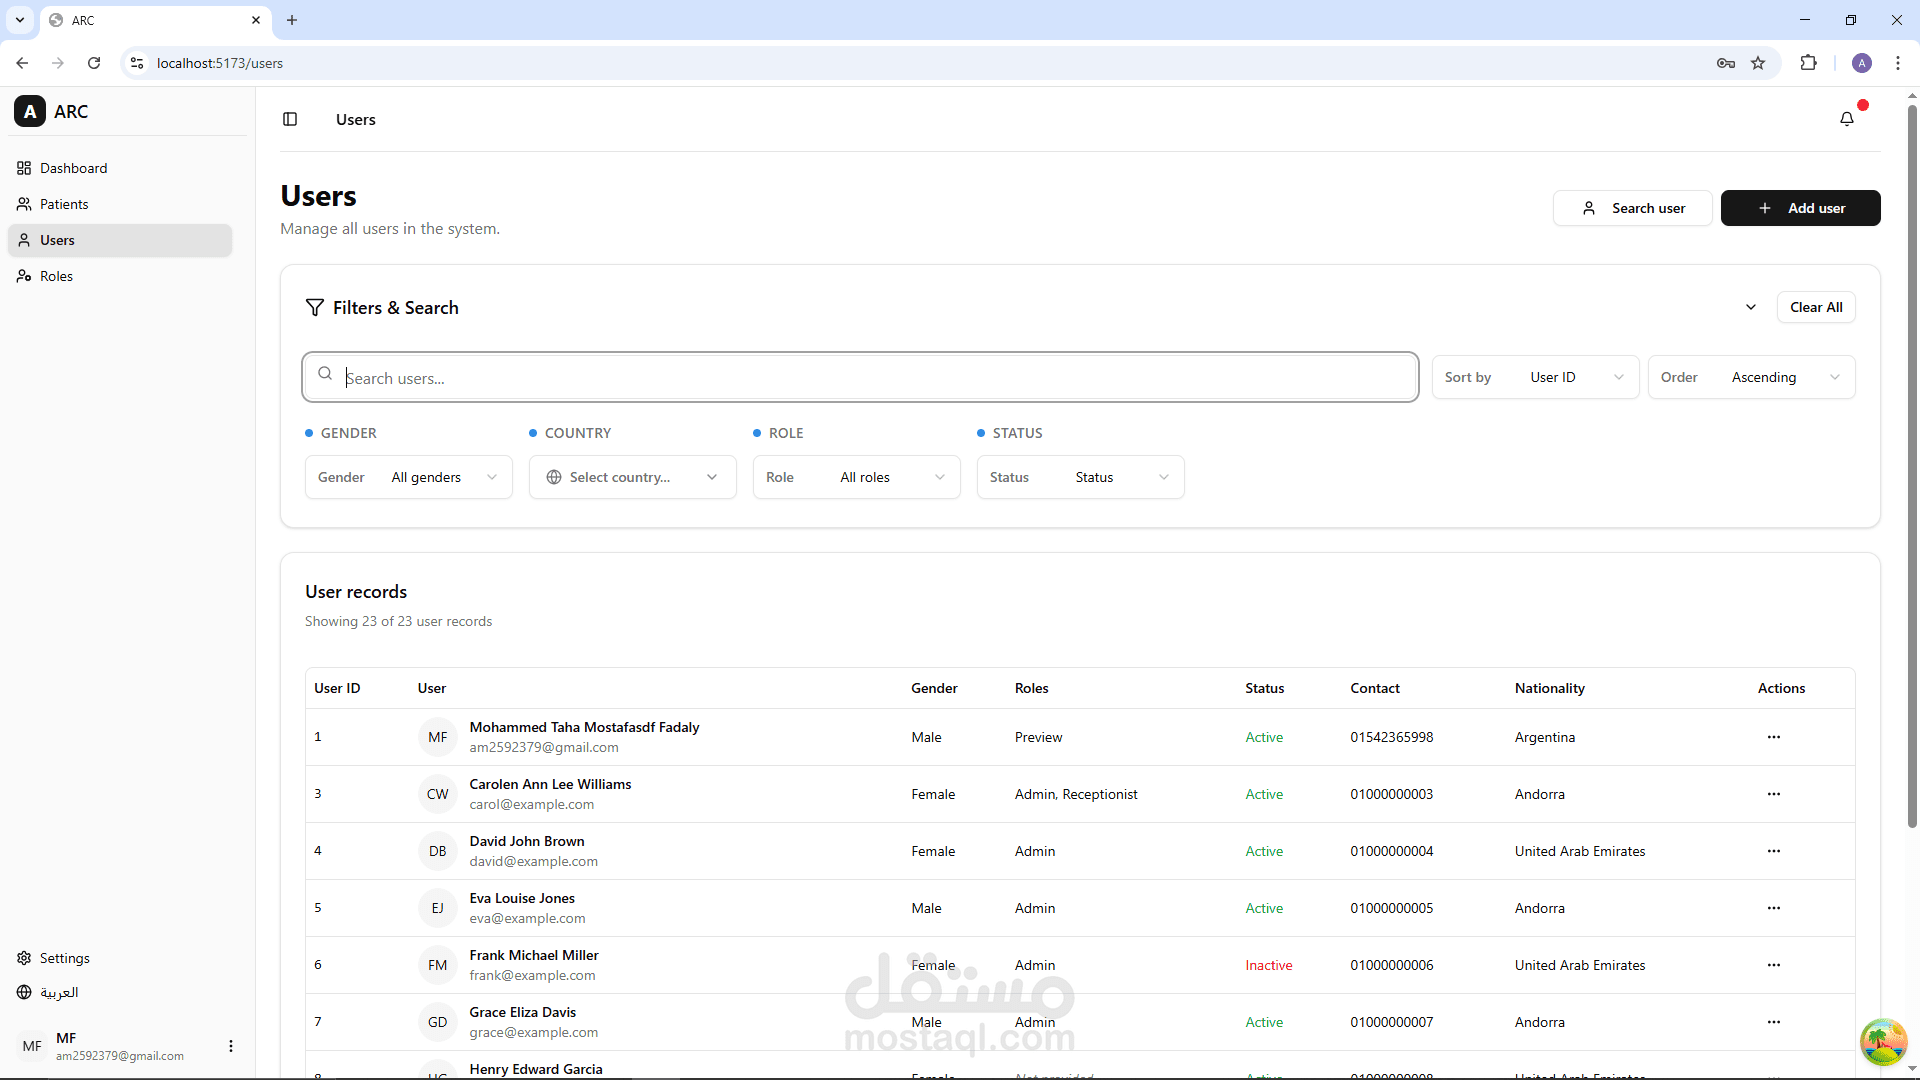 ARC
localhost:5173/users
A
A ARC
Dashboard
Patients
Users
Roles
Settings
العربية
MF
MF
am2592379@gmail.com
Users
Users
Manage all users in the system.
Search user
Add user
Filters & Search
Clear All
Search users...
Sort by User ID
Order Ascending
GENDER COUNTRY ROLE STATUS
Gender All genders
Select country...
Role All roles
Status Status
User records
Showing 23 of 23 user records
User ID User Gender Roles Status Contact Nationality Actions
1 MF Mohammed Taha Mostafasdf Fadaly Male Preview Active 01542365998 Argentina
am2592379@gmail.com
3 CW Carolen Ann Lee Williams Female Admin, Receptionist Active 01000000003 Andorra
carol@example.com
4 DB David John Brown Female Admin Active 01000000004 United Arab Emirates
david@example.com
5 EJ Eva Louise Jones Male Admin Active 01000000005 Andorra
eva@example.com
6 FM Frank Michael Miller Female Admin Inactive 01000000006 United Arab Emirates
frank@example.com
7 GD Grace Eliza Davis Male Admin Active 01000000007 Andorra
grace@example.com
Henry Edward Garcia
مستقل
mostaql.com